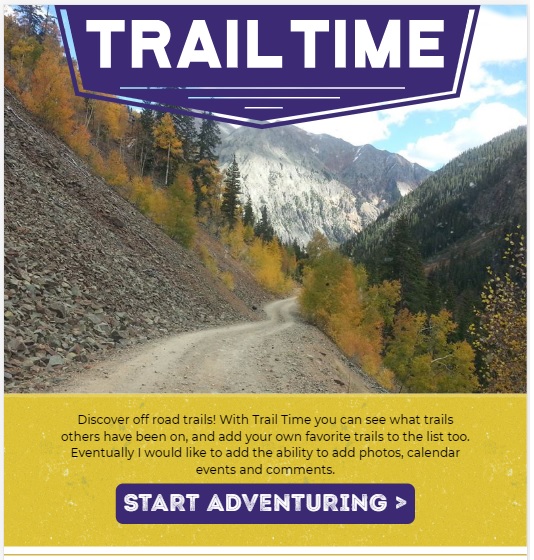 TRAIL TIME
Discover off road trails! With Trail Time you can see what trails
others have been on, and add your own favorite trails to the list too.
Eventually I would like to add the ability to add photos, calendar
events and comments.
START ADVENTURING >